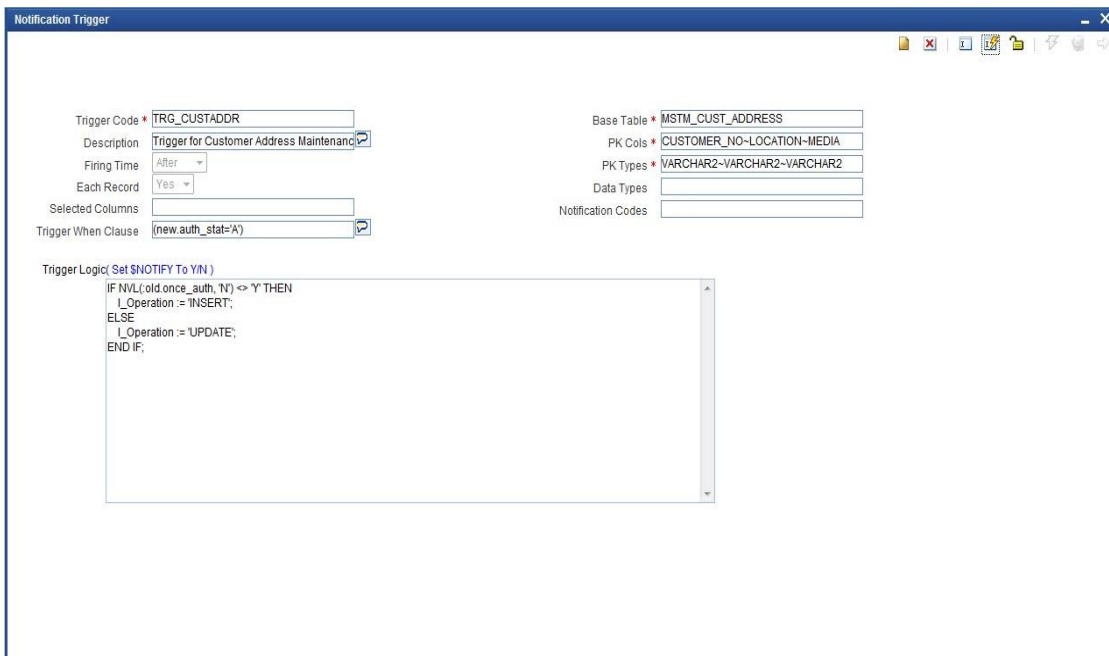 Notification Trigger
Trigger Code * TRG_CUSTADDR
Description Trigger for Customer Address Maintenanc
Firing Time After
Each Record Yes
Selected Columns
Trigger When Clause (new.auth_stat='A')
Base Table * MSTM_CUST_ADDRESS
PK Cols * CUSTOMER_NO~LOCATION~MEDIA
PK Types * VARCHAR2~VARCHAR2~VARCHAR2
Data Types
Notification Codes
Trigger Logic( Set $NOTIFY To Y/N )
IF NVL(:old.once_auth, 'N') <> 'Y' THEN
l_Operation := 'INSERT';
ELSE
l_Operation := 'UPDATE';
END IF;